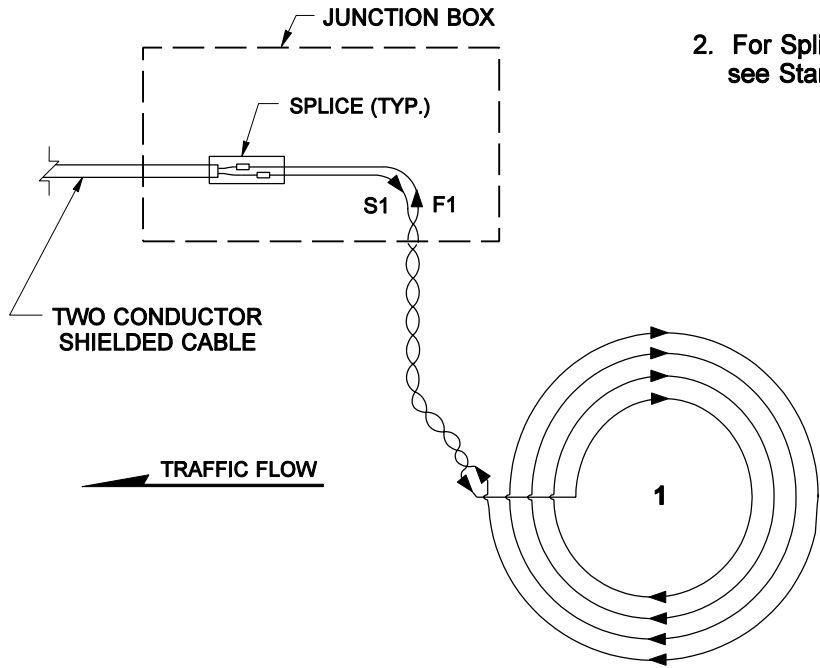 JUNCTION BOX
2. For Spli
see Star
SPLICE (TYP.)
S1 F1
TWO CONDUCTOR
SHIELDED CABLE
TRAFFIC FLOW
1